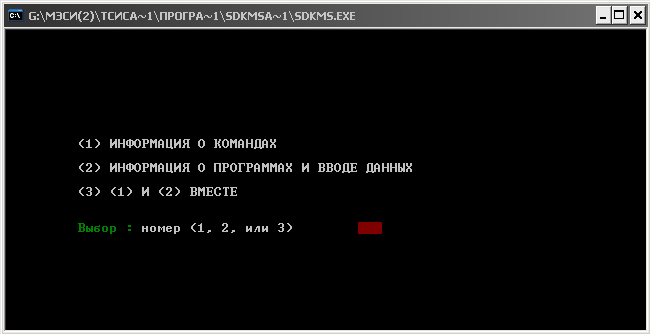 G:\МЭСИ(2)\ТСИСА~1\ПРОГРА~1\SDKMSA~1\SDKMS.EXE
(1) ИНФОРМАЦИЯ О КОМАНДАХ
(2) ИНФОРМАЦИЯ О ПРОГРАММАХ И ВВОДЕ ДАННЫХ
(3) (1) И (2) ВМЕСТЕ
Выбор : номер (1, 2, или 3)